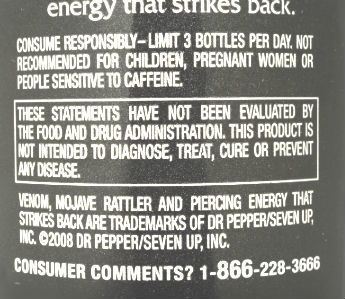 energy that strikes back.
CONSUME RESPONSIBLY–LIMIT 3 BOTTLES PER DAY. NOT
RECOMMENDED FOR CHILDREN, PREGNANT WOMEN OR
PEOPLE SENSITIVE TO CAFFEINE.
THESE STATEMENTS HAVE NOT BEEN EVALUATED BY
THE FOOD AND DRUG ADMINISTRATION. THIS PRODUCT IS
NOT INTENDED TO DIAGNOSE, TREAT, CURE OR PREVENT
ANY DISEASE.
VENOM, MOJAVE RATTLER AND PIERCING ENERGY THAT
STRIKES BACK ARE TRADEMARKS OF DR PEPPER/SEVEN UP,
INC. ©2008 DR PEPPER/SEVEN UP, INC.
CONSUMER COMMENTS? 1-866-228-3666